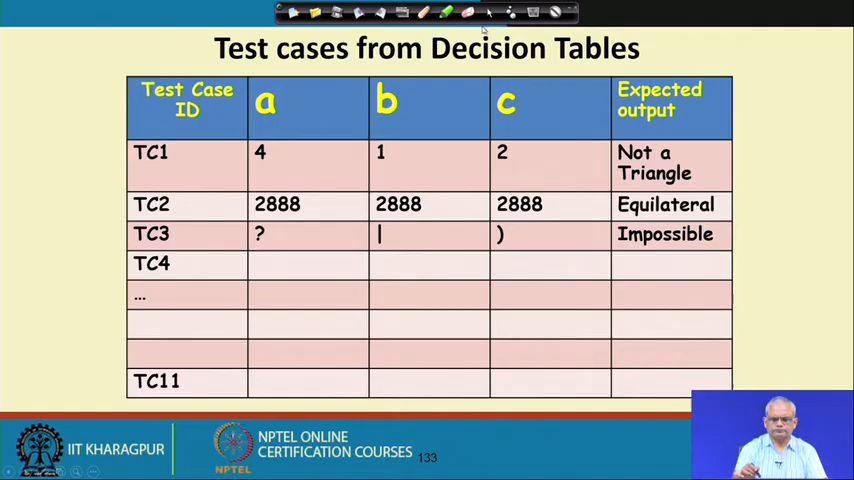 Test cases from Decision Tables
Test Case ID a b c Expected output
TC1 4 1 2 Not a Triangle
TC2 2888 2888 2888 Equilateral
TC3 ? | ) Impossible
TC4
...
TC11
IIT KHARAGPUR
NPTEL
NPTEL ONLINE
CERTIFICATION COURSES
133